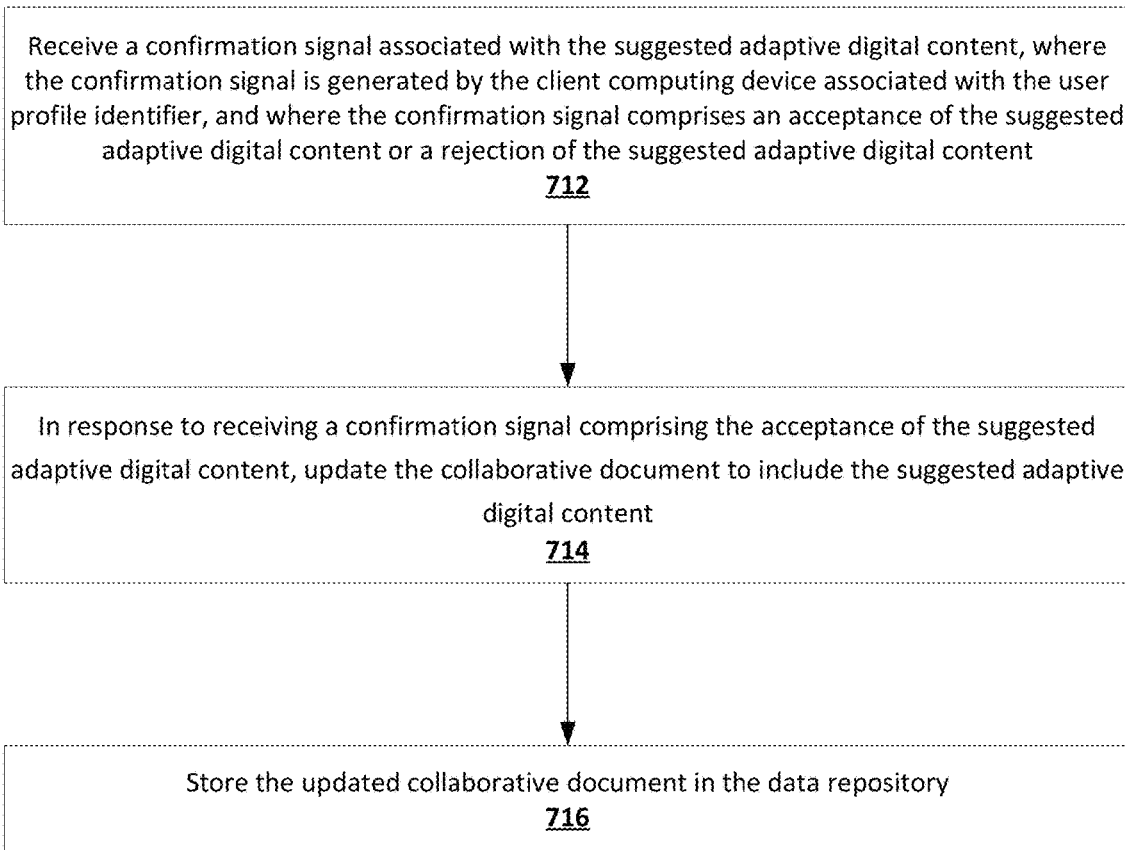 Receive a confirmation signal associated with the suggested adaptive digital content, where
the confirmation signal is generated by the client computing device associated with the user
profile identifier, and where the confirmation signal comprises an acceptance of the suggested
adaptive digital content or a rejection of the suggested adaptive digital content
712
In response to receiving a confirmation signal comprising the acceptance of the suggested
adaptive digital content, update the collaborative document to include the suggested adaptive
digital content
714
Store the updated collaborative document in the data repository
716